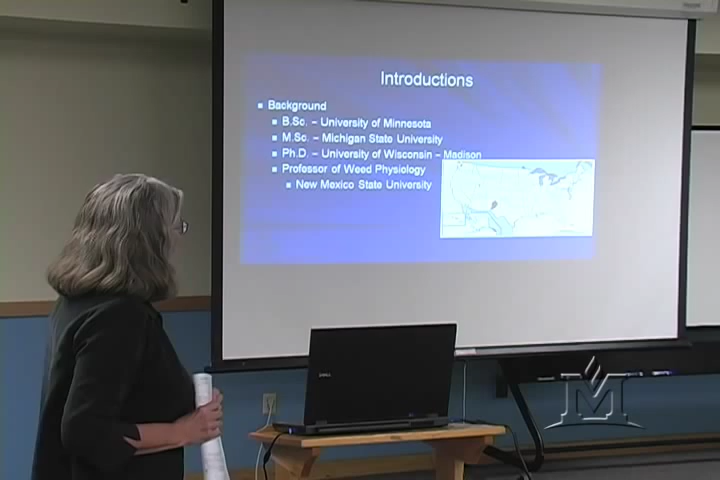 Introductions
Background
B.Sc. – University of Minnesota
M.Sc. – Michigan State University
Ph.D. – University of Wisconsin – Madison
Professor of Weed Physiology
New Mexico State University
DELL
M